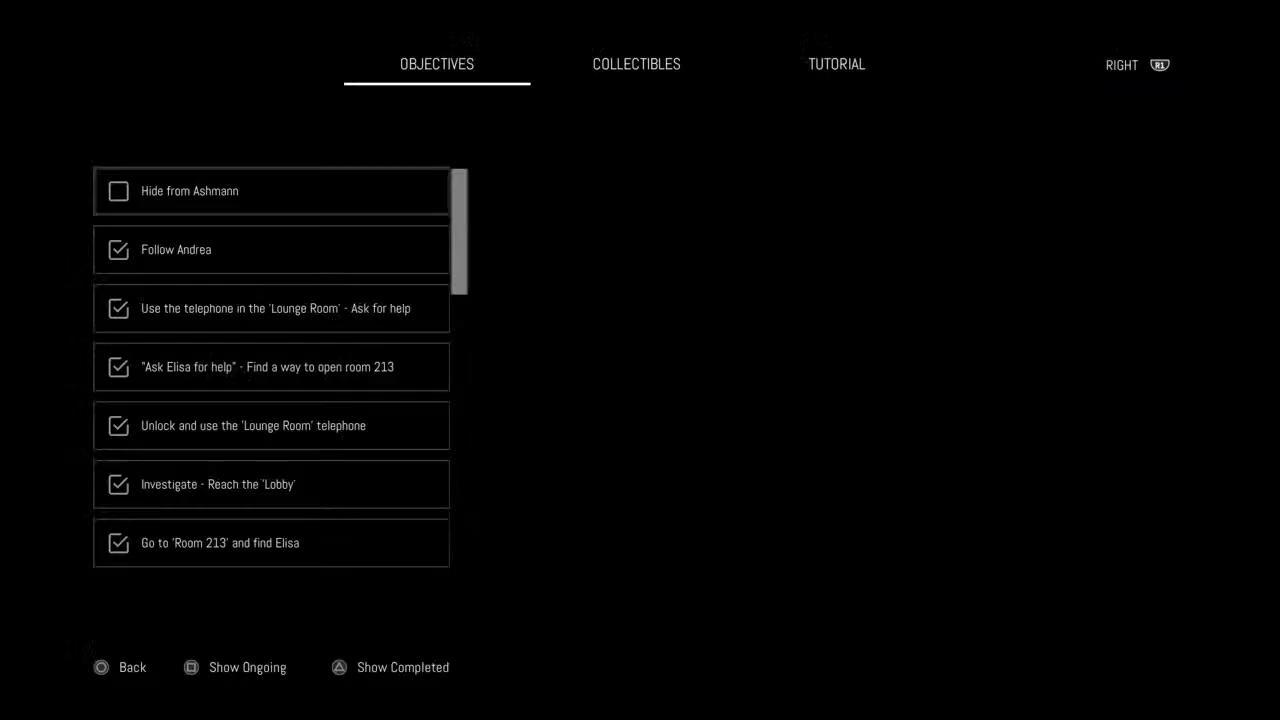 OBJECTIVES
COLLECTIBLES
TUTORIAL
RIGHT R1
Hide from Ashmann
Follow Andrea
Use the telephone in the 'Lounge Room' - Ask for help
"Ask Elisa for help" - Find a way to open room 213
Unlock and use the 'Lounge Room' telephone
Investigate - Reach the 'Lobby'
Go to 'Room 213' and find Elisa
Back
Show Ongoing
Show Completed